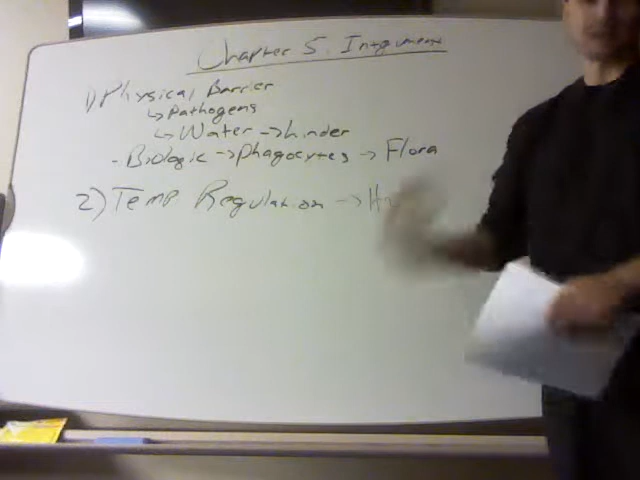 Chapter 5 Integument
1) Physical Barrier
↳ Pathogens
↳ Water → hinder
- Biologic → Phagocytes → Flora
2) Temp Regulation →